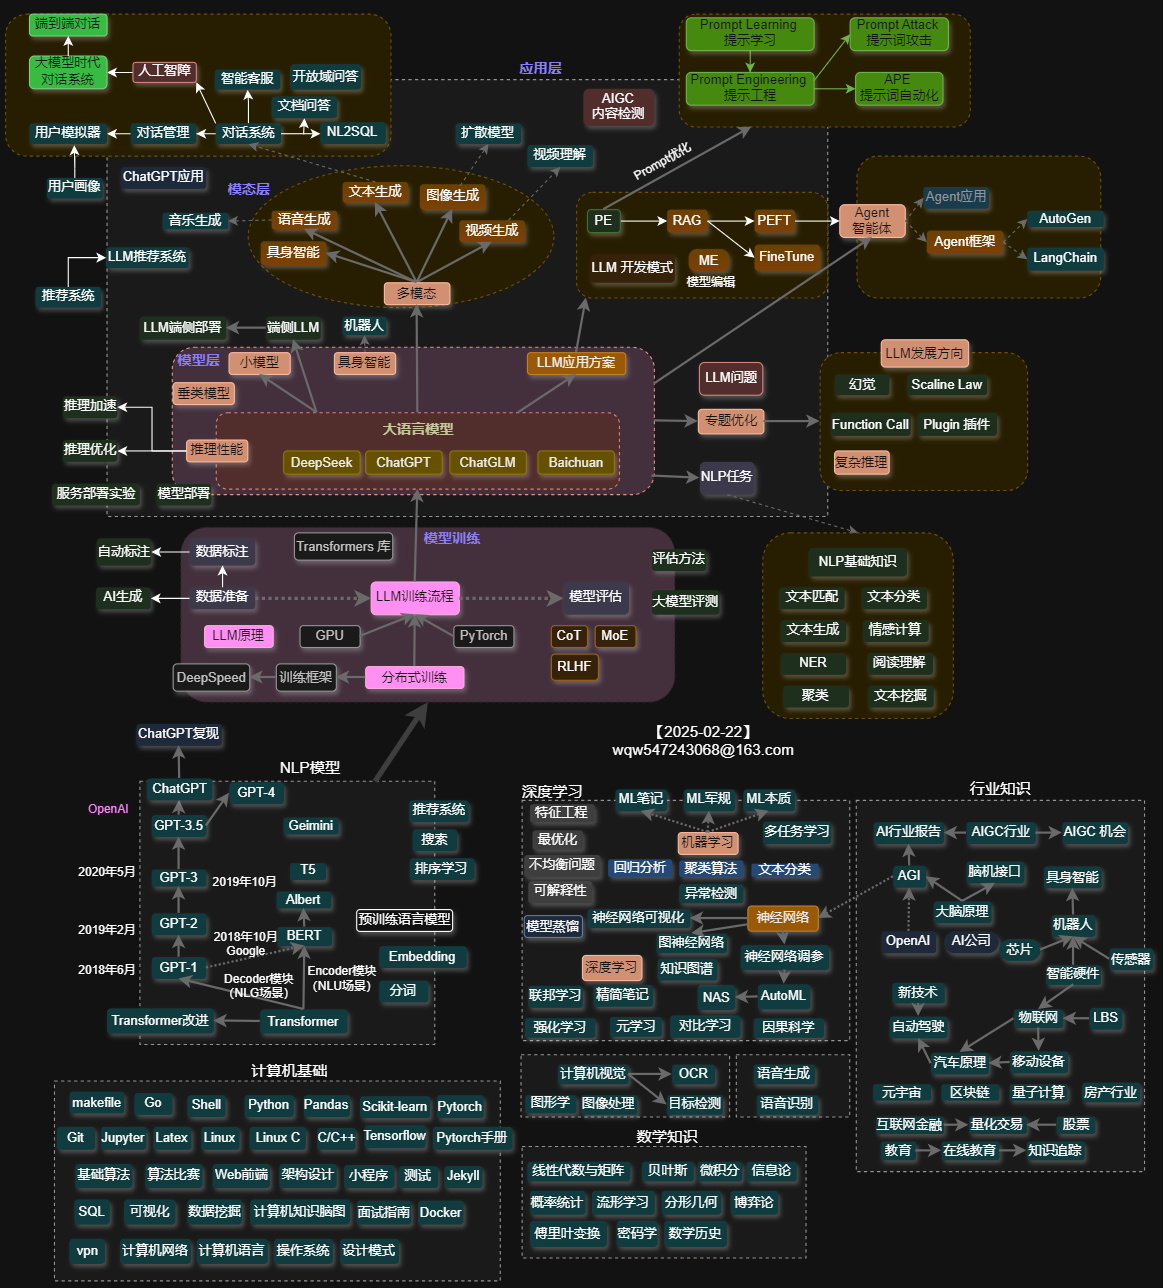 端到端对话
大模型时代
对话系统
人工智障
智能客服
开放域问答
文档问答
用户模拟器
对话管理
对话系统
NL2SQL
用户画像
ChatGPT应用
应用层
AIGC
内容检测
Prompt Learning
提示学习
Prompt Attack
提示词攻击
Prompt Engineering
提示工程
APE
提示词自动化
扩散模型
视频理解
Prompt优化
模态层
文本生成
图像生成
音乐生成
语音生成
视频生成
具身智能
多模态
LLM推荐系统
推荐系统
PE
RAG
PEFT
FineTune
LLM 开发模式
ME
模型编辑
Agent
智能体
Agent应用
Agent框架
AutoGen
LangChain
LLM端侧部署
端侧LLM
机器人
模型层
小模型
具身智能
LLM应用方案
垂类模型
推理加速
推理优化
推理性能
大语言模型
DeepSeek
ChatGPT
ChatGLM
Baichuan
服务部署实验
模型部署
LLM问题
专题优化
NLP任务
LLM发展方向
幻觉
Scaline Law
Function Call
Plugin 插件
复杂推理
模型训练
自动标注
数据标注
Transformers 库
评估方法
AI生成
数据准备
LLM训练流程
模型评估
大模型评测
LLM原理
GPU
PyTorch
CoT
MoE
RLHF
DeepSpeed
训练框架
分布式训练
NLP基础知识
文本匹配
文本分类
文本生成
情感计算
NER
阅读理解
聚类
文本挖掘
【2025-02-22】
wqw547243068@163.com
ChatGPT复现
NLP模型
ChatGPT
GPT-4
OpenAI
GPT-3.5
Geimini
推荐系统
搜索
排序学习
2020年5月
GPT-3
2019年10月
T5
Albert
2019年2月
GPT-2
2018年10月
Google
BERT
预训练语言模型
2018年6月
GPT-1
Decoder模块
（NLG场景）
Encoder模块
（NLU场景）
Embedding
分词
Transformer改进
Transformer
深度学习
特征工程
ML笔记
ML军规
ML本质
最优化
机器学习
多任务学习
不均衡问题
回归分析
聚类算法
文本分类
可解释性
异常检测
模型蒸馏
神经网络可视化
神经网络
图神经网络
神经网络调参
深度学习
知识图谱
联邦学习
精简笔记
NAS
AutoML
强化学习
元学习
对比学习
因果科学
计算机视觉
OCR
图形学
图像处理
目标检测
语音生成
语音识别
行业知识
AI行业报告
AIGC行业
AIGC 机会
AGI
脑机接口
具身智能
大脑原理
OpenAI
AI公司
机器人
芯片
传感器
智能硬件
新技术
自动驾驶
物联网
LBS
汽车原理
移动设备
元宇宙
区块链
量子计算
房产行业
互联网金融
量化交易
股票
教育
在线教育
知识追踪
计算机基础
makefile
Go
Shell
Python
Pandas
Scikit-learn
Pytorch
Git
Jupyter
Latex
Linux
Linux C
C/C++
Tensorflow
Pytorch手册
基础算法
算法比赛
Web前端
架构设计
小程序
测试
Jekyll
SQL
可视化
数据挖掘
计算机知识脑图
面试指南
Docker
vpn
计算机网络
计算机语言
操作系统
设计模式
数学知识
线性代数与矩阵
贝叶斯
微积分
信息论
概率统计
流形学习
分形几何
博弈论
傅里叶变换
密码学
数学历史